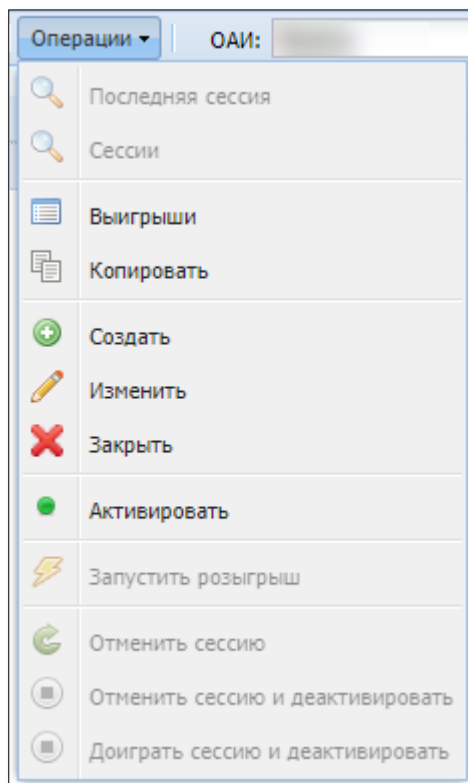 Операции ОАИ:
Последняя сессия
Сессии
Выигрыши
Копировать
Создать
Изменить
Закрыть
Активировать
Запустить розыгрыш
Отменить сессию
Отменить сессию и деактивировать
Доиграть сессию и деактивировать